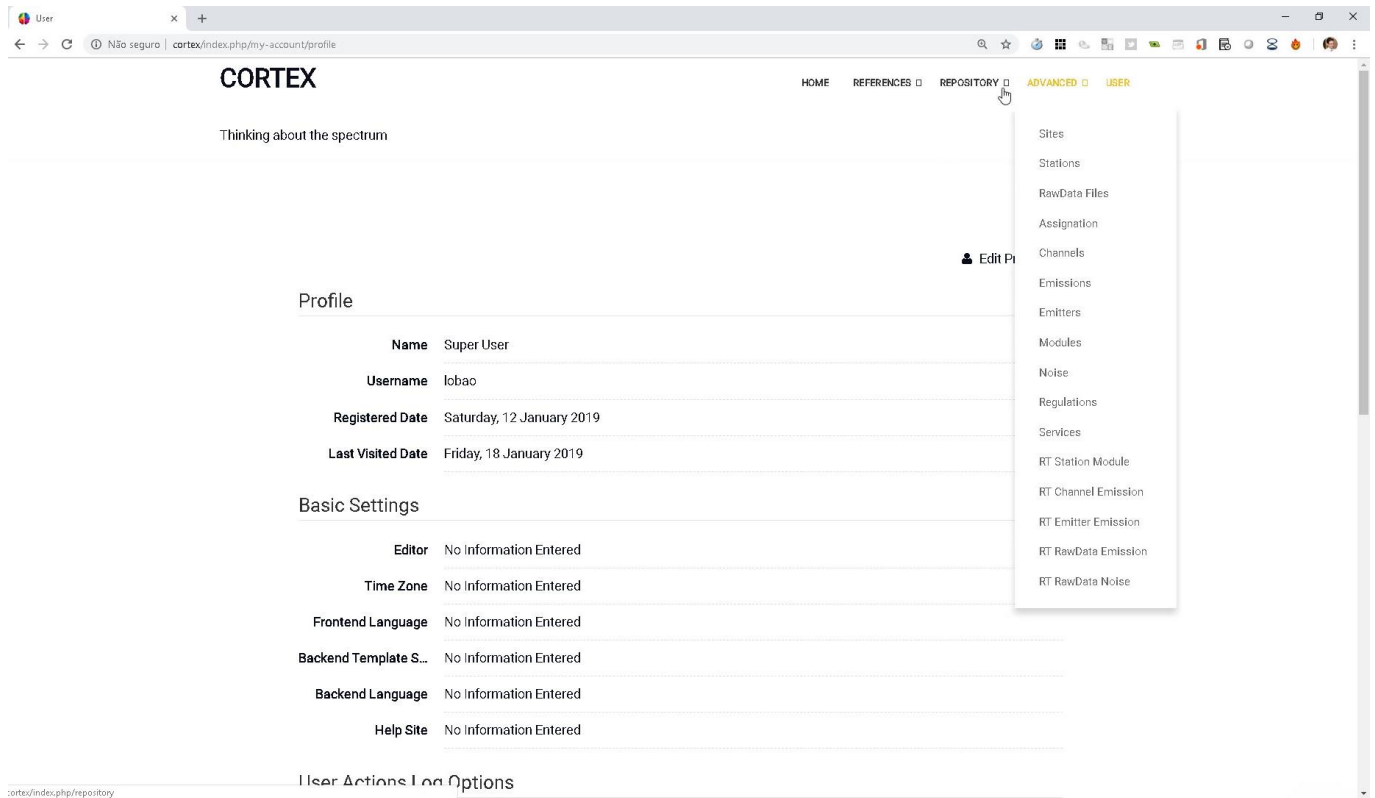 User
Não seguro | cortex/index.php/my-account/profile
CORTEX
HOME REFERENCES REPOSITORY ADVANCED USER
Thinking about the spectrum
Sites
Stations
RawData Files
Assignation
Channels
Emissions
Emitters
Modules
Noise
Regulations
Services
RT Station Module
RT Channel Emission
RT Emitter Emission
RT RawData Emission
RT RawData Noise
Edit Pr
Profile
Name Super User
Username lobao
Registered Date Saturday, 12 January 2019
Last Visited Date Friday, 18 January 2019
Basic Settings
Editor No Information Entered
Time Zone No Information Entered
Frontend Language No Information Entered
Backend Template S... No Information Entered
Backend Language No Information Entered
Help Site No Information Entered
User Actions Log Options
cortex/index.php/repository